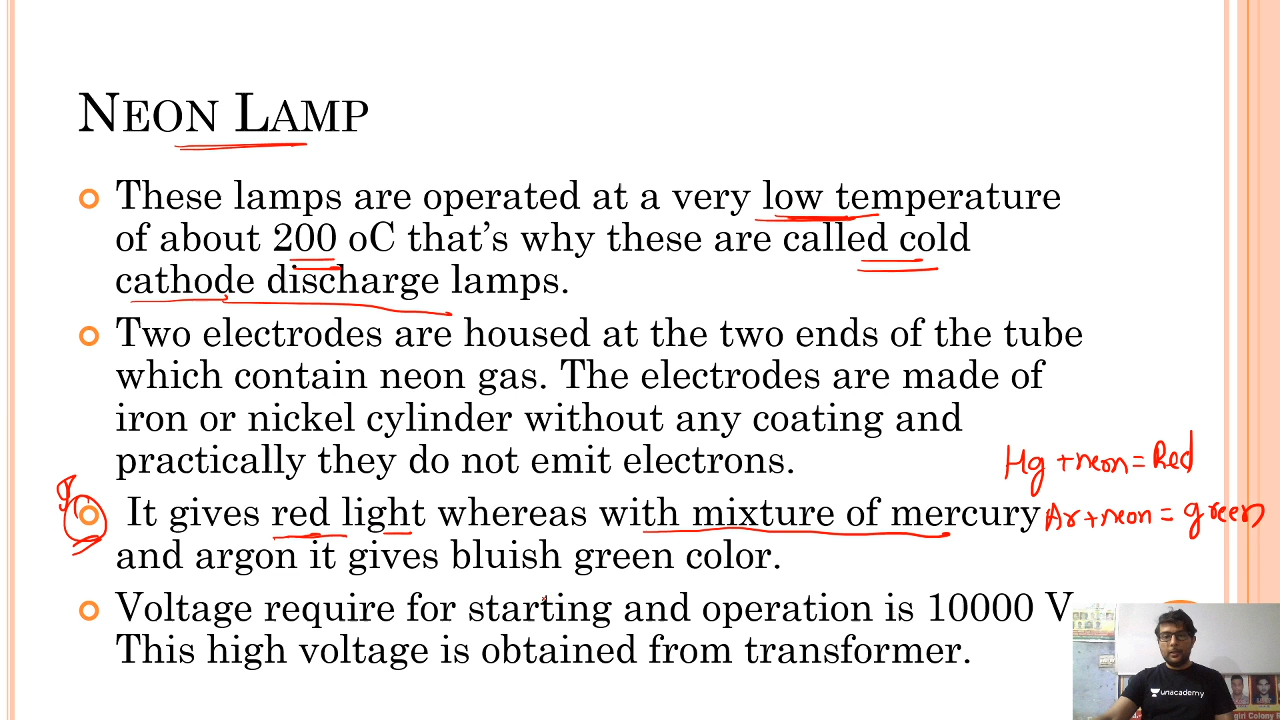 NEON LAMP
These lamps are operated at a very low temperature
of about 200 oC that's why these are called cold
cathode discharge lamps.
Two electrodes are housed at the two ends of the tube
which contain neon gas. The electrodes are made of
iron or nickel cylinder without any coating and
practically they do not emit electrons.
Hg + neon = Red
It gives red light whereas with mixture of mercury
Ar + neon = green
and argon it gives bluish green color.
Voltage require for starting and operation is 10000 V
This high voltage is obtained from transformer.
unacademy
giri Colony